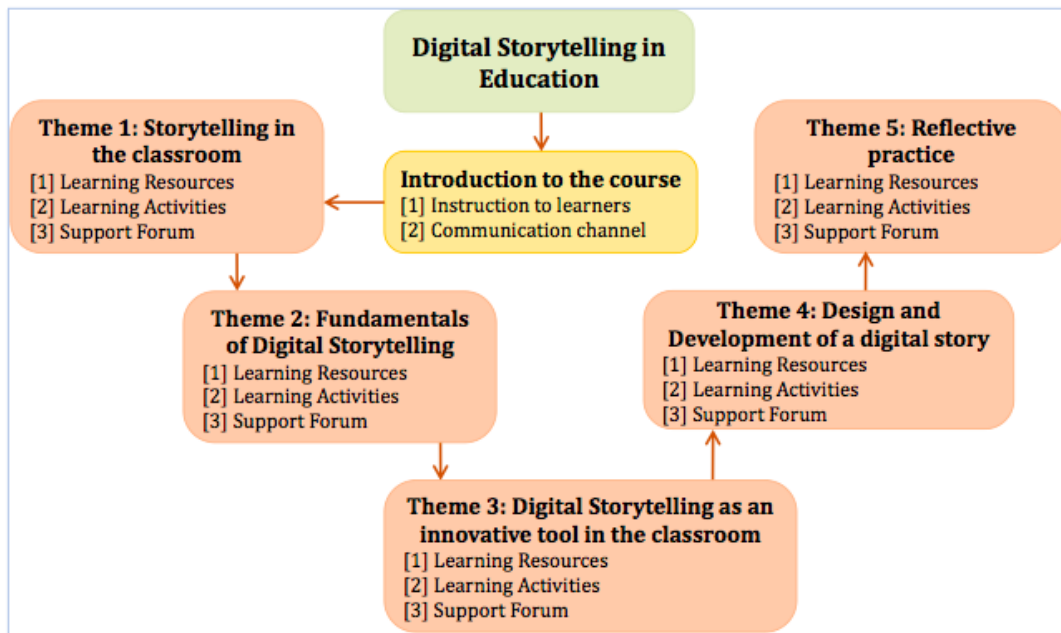 Digital Storytelling in
Education
Introduction to the course
[1] Instruction to learners
[2] Communication channel
Theme 1: Storytelling in
the classroom
[1] Learning Resources
[2] Learning Activities
[3] Support Forum
Theme 2: Fundamentals
of Digital Storytelling
[1] Learning Resources
[2] Learning Activities
[3] Support Forum
Theme 3: Digital Storytelling as an
innovative tool in the classroom
[1] Learning Resources
[2] Learning Activities
[3] Support Forum
Theme 4: Design and
Development of a digital story
[1] Learning Resources
[2] Learning Activities
[3] Support Forum
Theme 5: Reflective
practice
[1] Learning Resources
[2] Learning Activities
[3] Support Forum